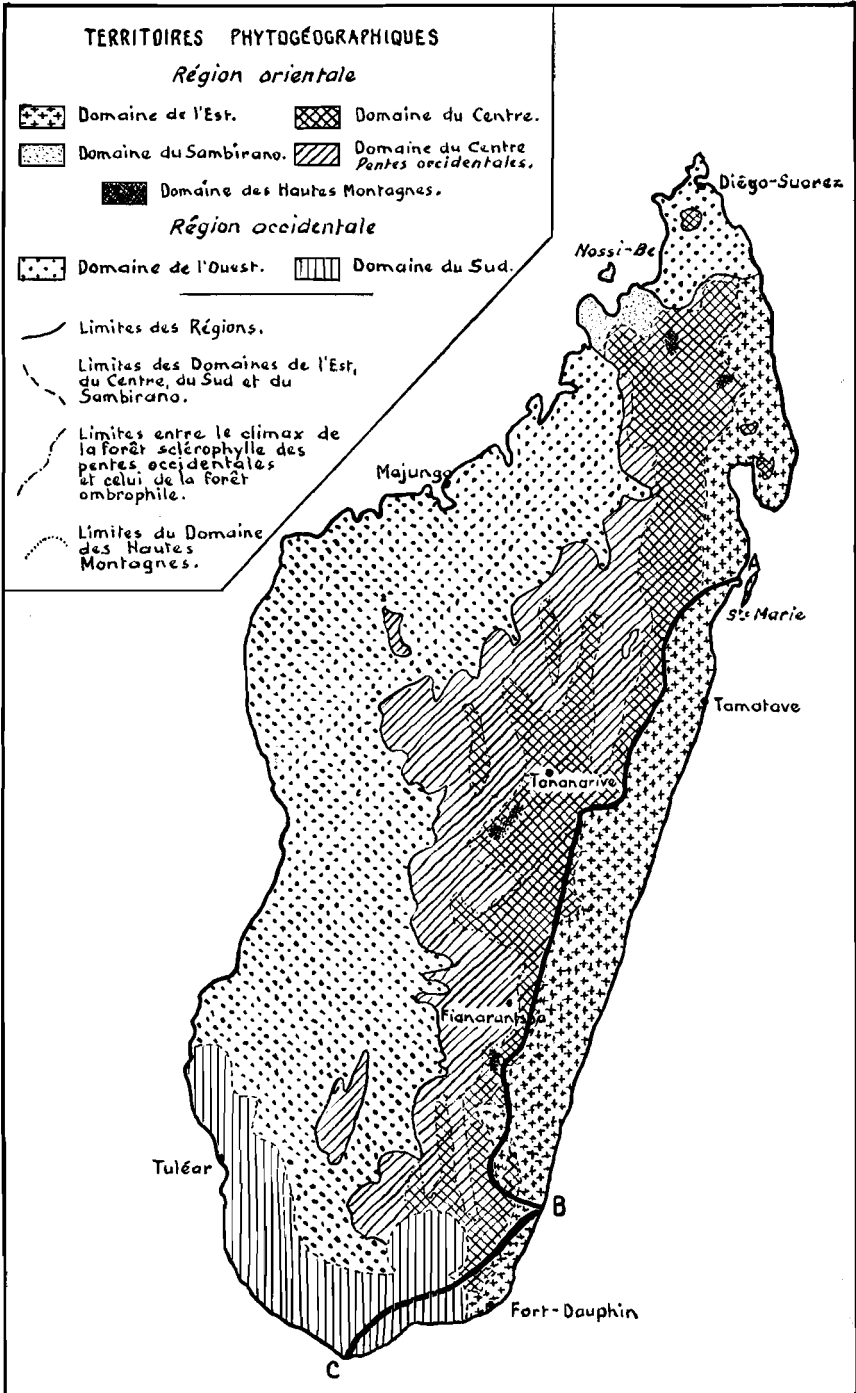 TERRITOIRES PHYTOGÉOGRAPHIQUES
Région orientale
Domaine de l'Est.
Domaine du Centre.
Domaine du Sambirano.
Domaine du Centre
Pentes occidentales.
Domaine des Hautes Montagnes.
Région occidentale
Domaine de l'Ouest.
Domaine du Sud.
Limites des Régions.
Limites des Domaines de l'Est,
du Centre, du Sud et du
Sambirano.
Limites entre le climax de
la forêt sclérophylle des
pentes occidentales
et celui de la forêt
ombrophile.
Limites du Domaine
des Hautes
Montagnes.
Diégo-Suarez
Nossi-Be
Majunga
A
Ste Marie
Tamatave
Tananarive
Fianarantsoa
Tuléar
B
Fort-Dauphin
C